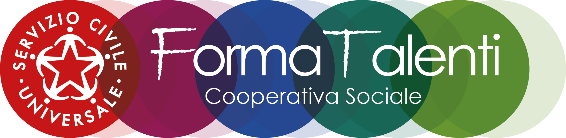 SERVIZIO CIVILE
UNIVERSALE
FormaTalenti
Cooperativa Sociale